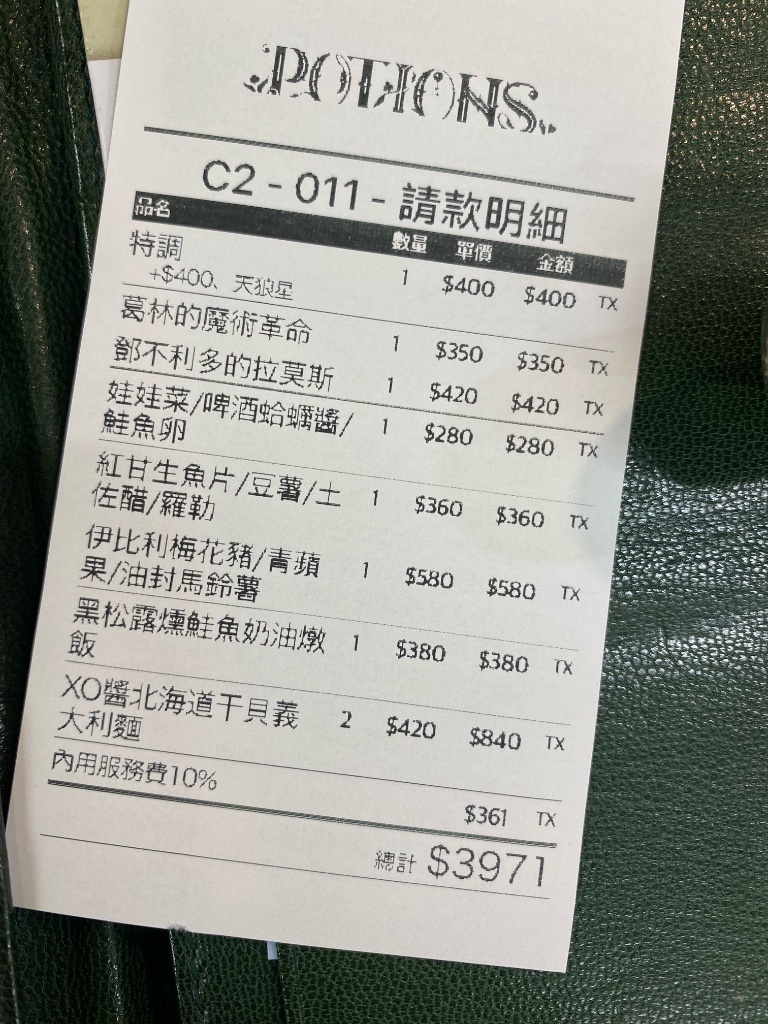 POTIONS
C2 - 011 - 請款明細
品名 數量 單價 金額
特調 1 $400 $400 TX
+$400、天狼星
葛林的魔術革命 1 $350 $350 TX
鄧不利多的拉莫斯 1 $420 $420 TX
娃娃菜/啤酒蛤蠣醬/ 1 $280 $280 TX
鮭魚卵
紅甘生魚片/豆薯/土 1 $360 $360 TX
佐醋/羅勒
伊比利梅花豬/青蘋 1 $580 $580 TX
果/油封馬鈴薯
黑松露燻鮭魚奶油燉 1 $380 $380 TX
飯
XO醬北海道干貝義 2 $420 $840 TX
大利麵
內用服務費10%
$361 TX
總計 $3971